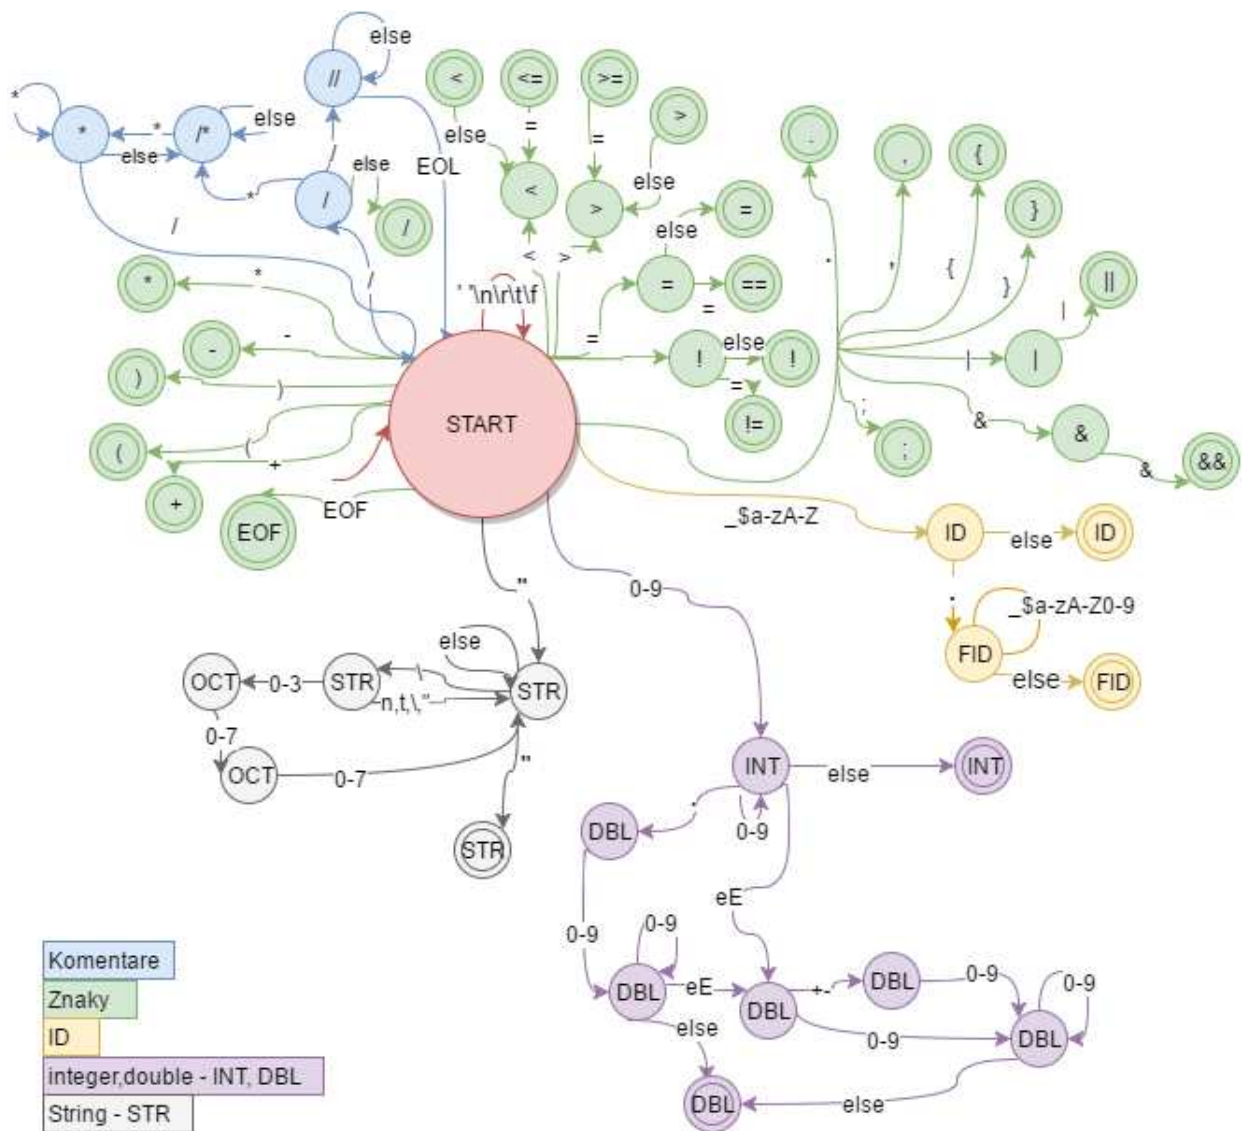 else
//
<
<=
>=
>
.
,
{
}
*
*
*
/*
else
else
else
=
=
else
EOL
/
else
*
/
/
<
>
else
=
/
*
*
/
< >
' '\n\r\t\f
=
=
=
==
.
,
{
}
|
||
|
|
-
-
=
!
else
!
=
!=
)
)
START
;
;
&
&
&
&&
(
(
+
+
EOF
EOF
_$a-zA-Z
ID
else
ID
"
0-9
.
_$a-zA-Z0-9
FID
else
FID
else
\
OCT
0-3
STR
n,t,\,"
STR
0-7
OCT
0-7
"
STR
INT
else
INT
.
0-9
DBL
eE
0-9
0-9
DBL
eE
DBL
+-
DBL
0-9
0-9
0-9
DBL
else
DBL
else
Komentare
Znaky
ID
integer,double - INT, DBL
String - STR